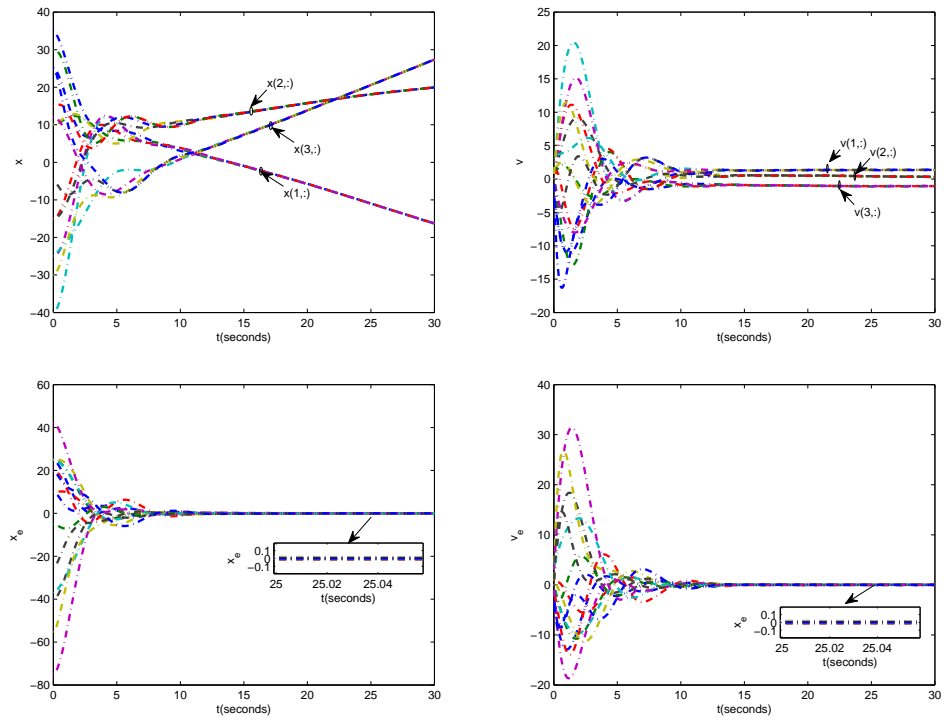 40
30
20
10
0
−10
−20
−30
−40
x
x(2,:)
x(3,:)
x(1,:)
0 5 10 15 20 25 30
t(seconds)
25
20
15
10
5
0
−5
−10
−15
−20
v
v(1,:)
v(2,:)
v(3,:)
0 5 10 15 20 25 30
t(seconds)
60
40
20
0
−20
−40
−60
−80
x_e
x_e
0.1
−0.1
25 25.02 25.04
t(seconds)
0 5 10 15 20 25 30
t(seconds)
40
30
20
10
0
−10
−20
v_e
x_e
0.1
−0.1
25 25.02 25.04
t(seconds)
0 5 10 15 20 25 30
t(seconds)